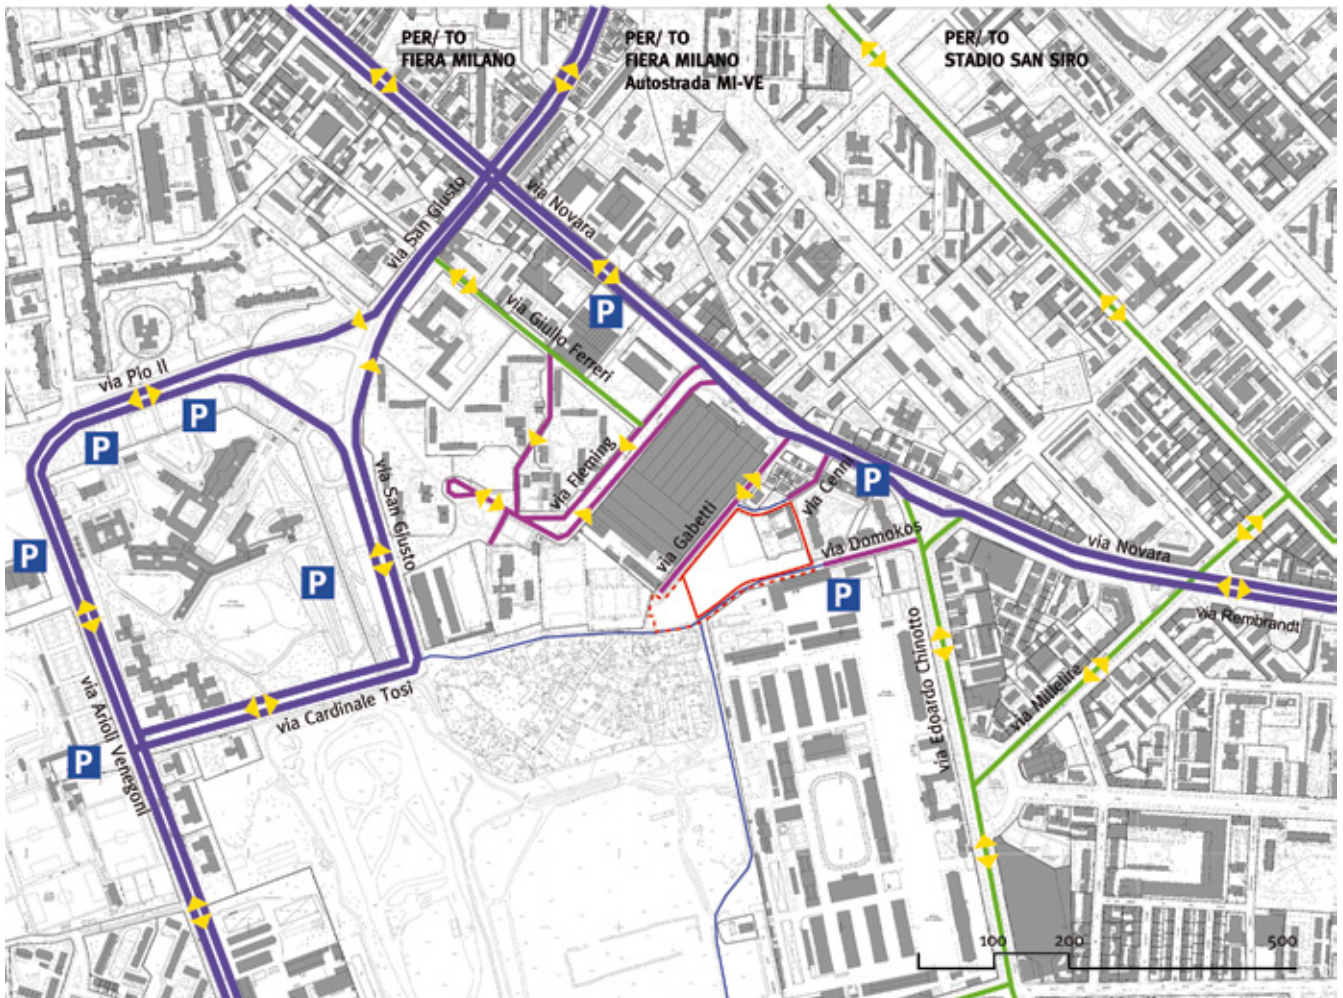 PER/ TO
FIERA MILANO
PER/ TO
FIERA MILANO
Autostrada MI-VE
PER/ TO
STADIO SAN SIRO
via San Giusto
via Novara
via Giulio Ferreri
P
via Pio II
P
P
via San Giusto
via Fleming
via Gabetti
via Cenni
P
via Domokos
via Novara
P
P
P
via Rembrandt
via Edoardo Chinotto
via Millelire
via Cardinale Tosi
via Arioli Venegoni
P
100
200
500